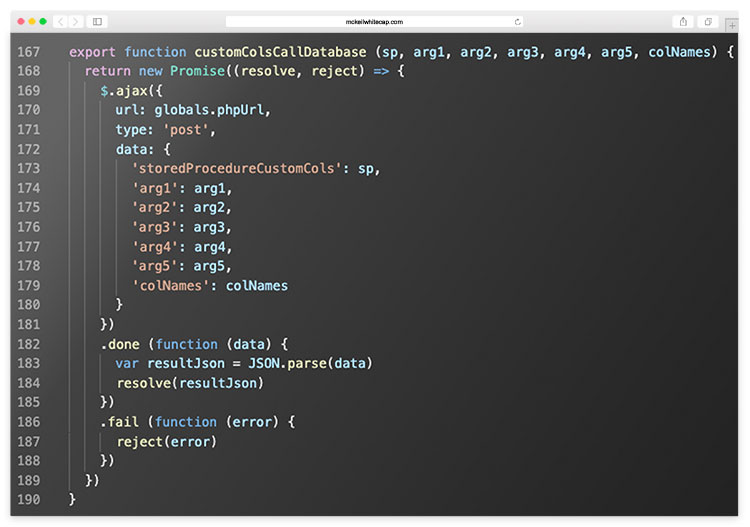 mckellwhitecap.com
167 export function customColsCallDatabase (sp, arg1, arg2, arg3, arg4, arg5, colNames) {
168 return new Promise((resolve, reject) => {
169 $.ajax({
170 url: globals.phpUrl,
171 type: 'post',
172 data: {
173 'storedProcedureCustomCols': sp,
174 'arg1': arg1,
175 'arg2': arg2,
176 'arg3': arg3,
177 'arg4': arg4,
178 'arg5': arg5,
179 'colNames': colNames
180 }
181 })
182 .done (function (data) {
183 var resultJson = JSON.parse(data)
184 resolve(resultJson)
185 })
186 .fail (function (error) {
187 reject(error)
188 })
189 })
190 }